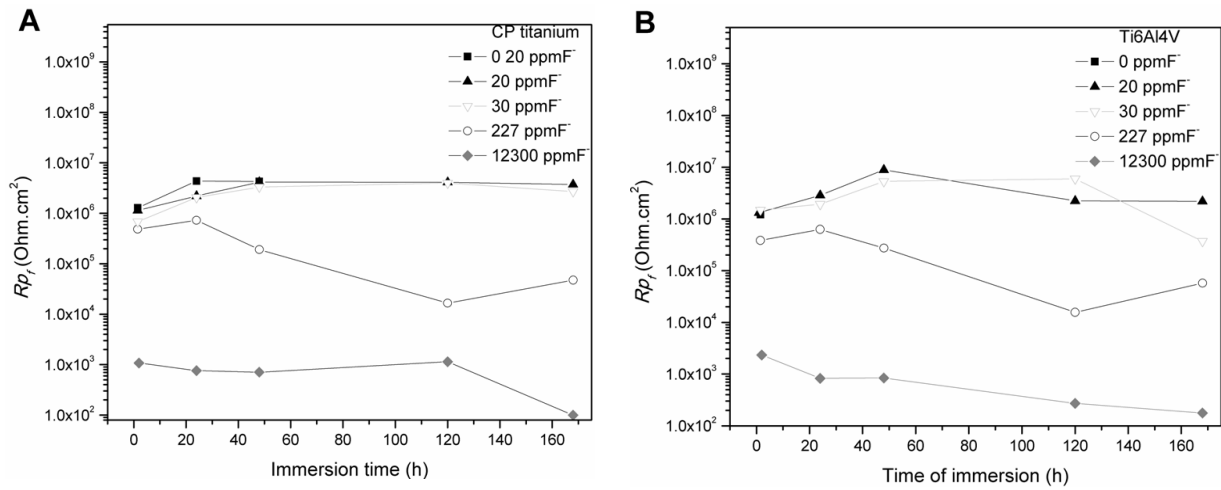 A
CP titanium
0 20 ppmF⁻
20 ppmF⁻
30 ppmF⁻
227 ppmF⁻
12300 ppmF⁻
1.0x10⁹
1.0x10⁸
1.0x10⁷
1.0x10⁶
1.0x10⁵
1.0x10⁴
1.0x10³
1.0x10²
Rp_f (Ohm.cm²)
0 20 40 60 80 100 120 140 160
Immersion time (h)
B
Ti6Al4V
0 ppmF⁻
20 ppmF⁻
30 ppmF⁻
227 ppmF⁻
12300 ppmF⁻
1.0x10⁹
1.0x10⁸
1.0x10⁷
1.0x10⁶
1.0x10⁵
1.0x10⁴
1.0x10³
1.0x10²
Rp_f (Ohm.cm²)
0 20 40 60 80 100 120 140 160
Time of immersion (h)